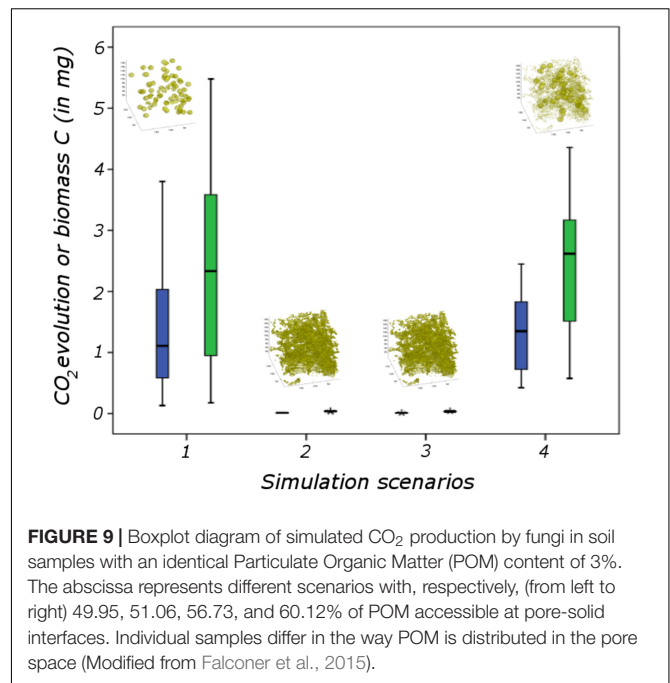 CO₂ evolution or biomass C (in mg)
6
5
4
3
2
1
0
1 2 3 4
Simulation scenarios
FIGURE 9 | Boxplot diagram of simulated CO₂ production by fungi in soil
samples with an identical Particulate Organic Matter (POM) content of 3%.
The abscissa represents different scenarios with, respectively, (from left to
right) 49.95, 51.06, 56.73, and 60.12% of POM accessible at pore-solid
interfaces. Individual samples differ in the way POM is distributed in the pore
space (Modified from Falconer et al., 2015).